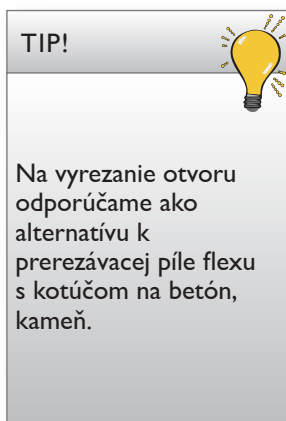 TIP!
Na vyrezanie otvoru
odporúčame ako
alternatívu k
prerezávacej píle flexu
s kotúčom na betón,
kameň.